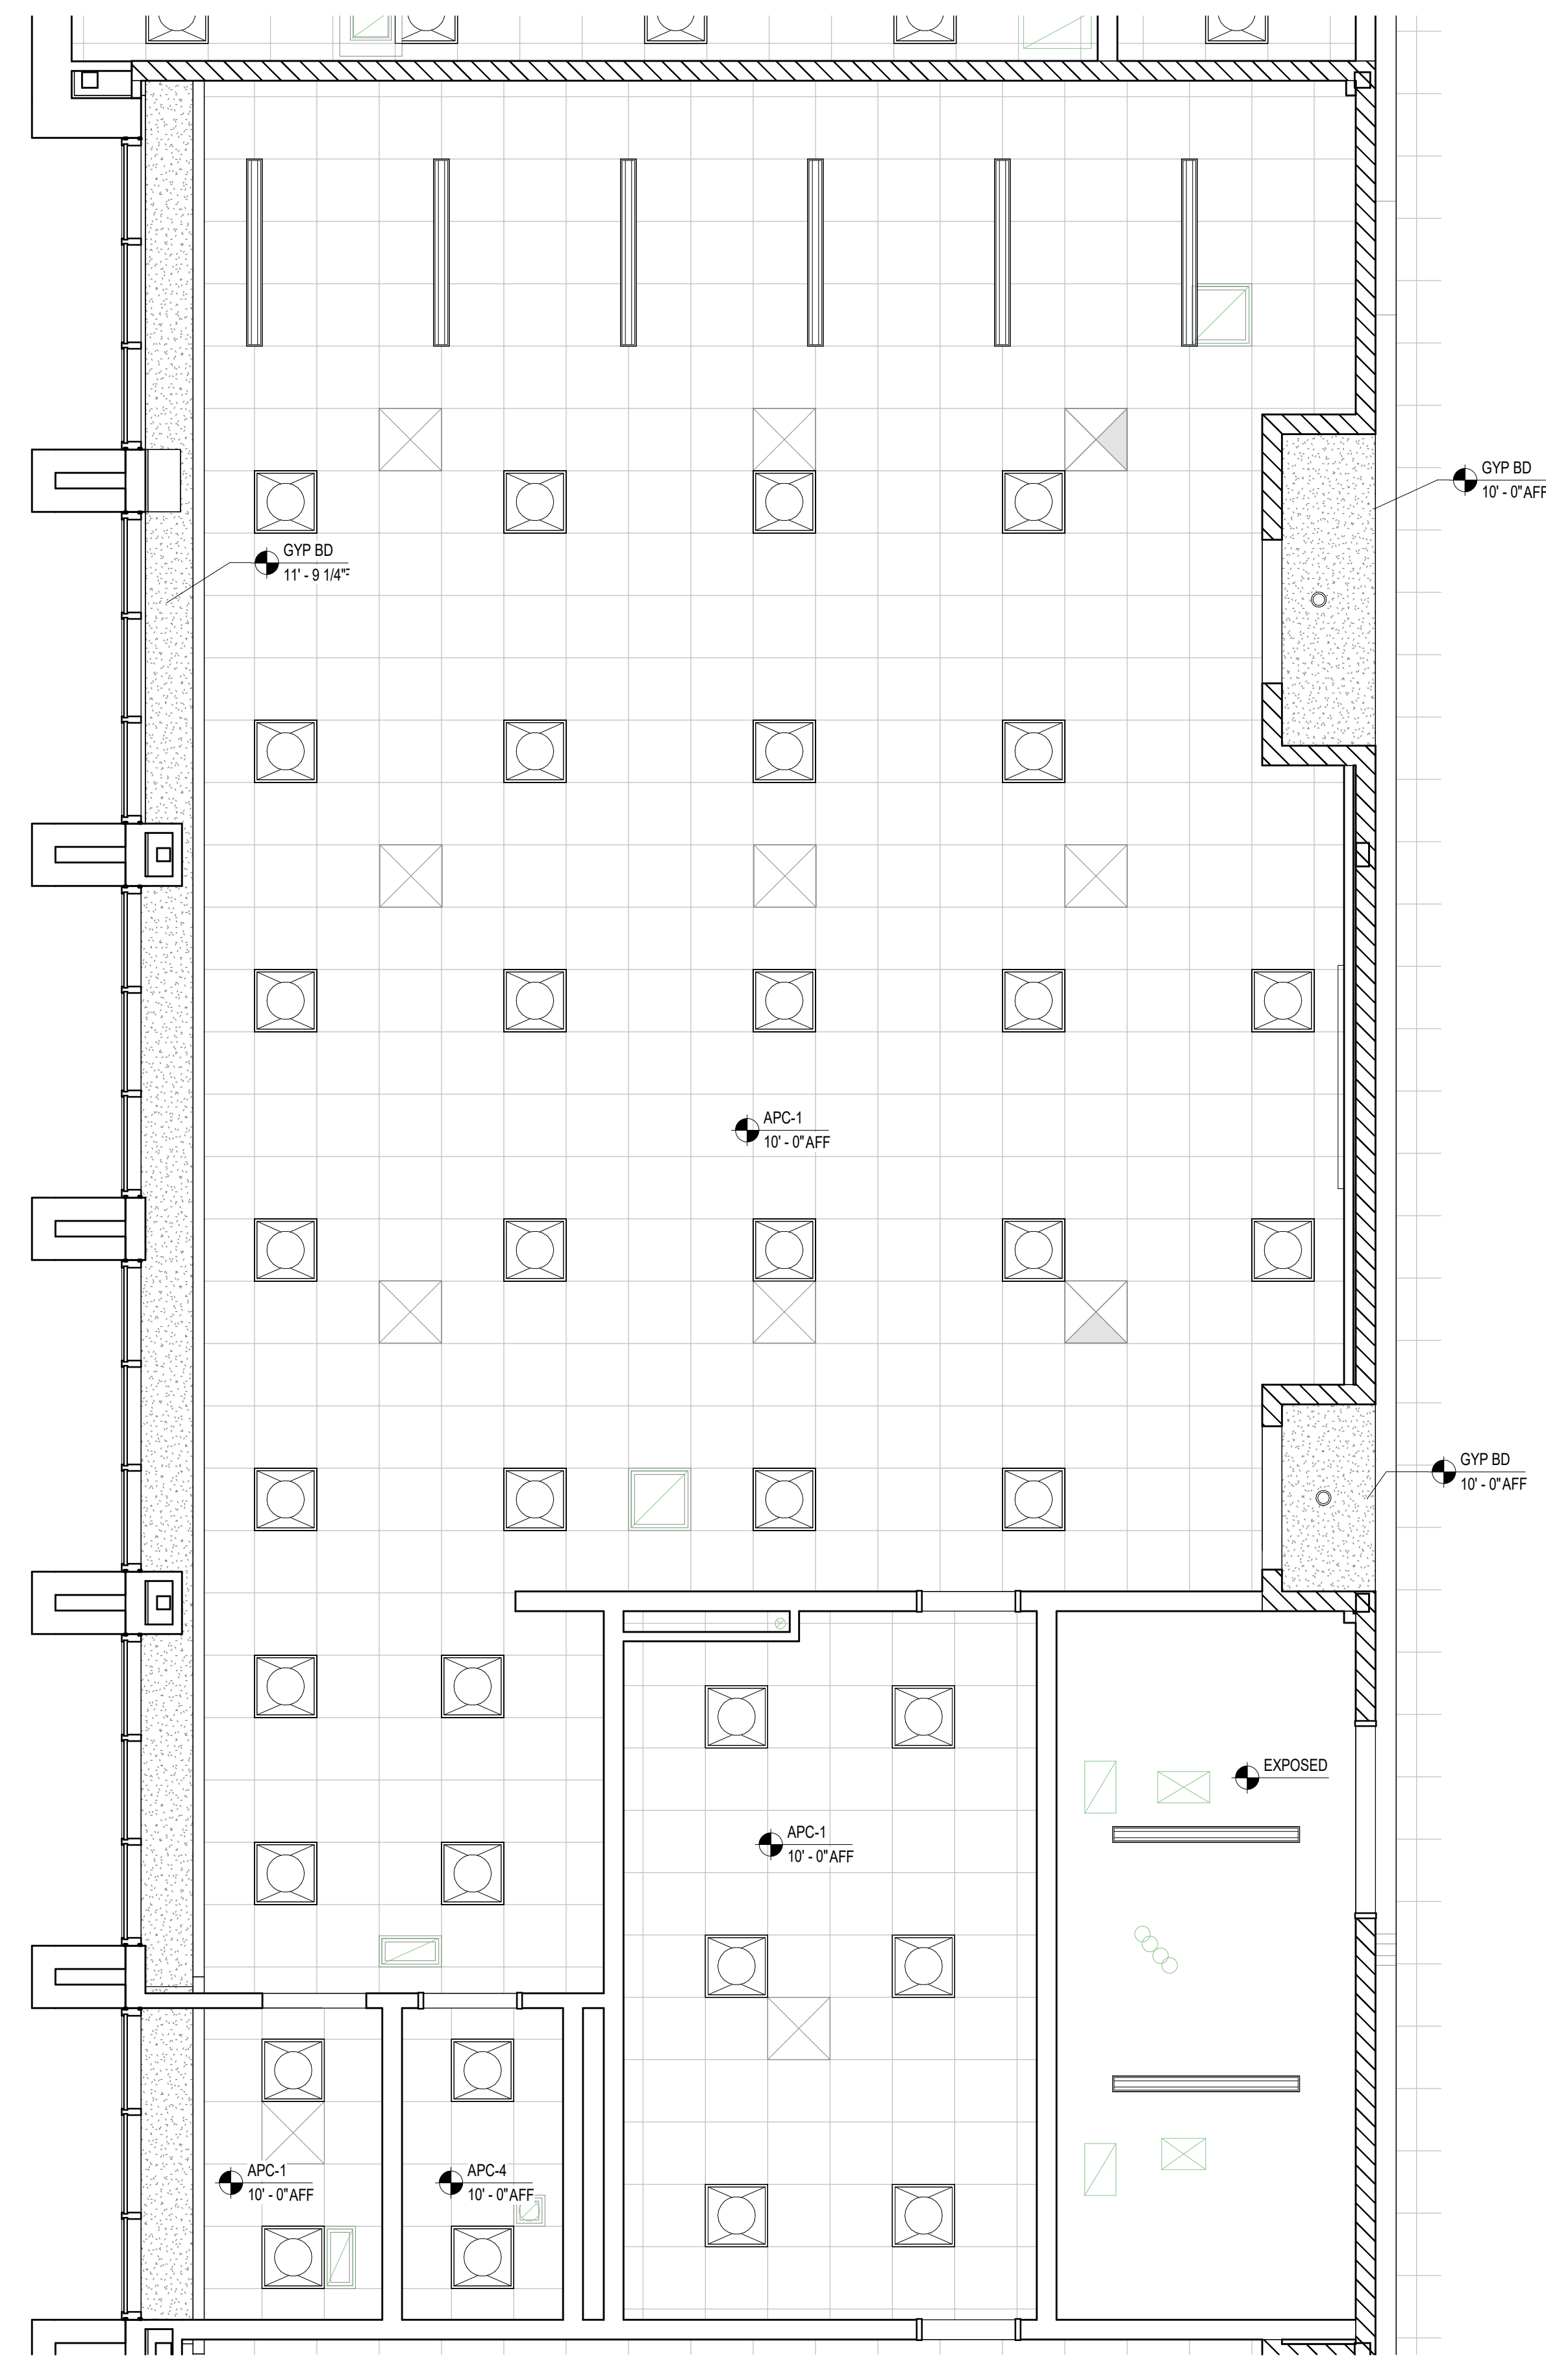 GYP BD
10' - 0" AFF
GYP BD
11' - 9 1/4"
APC-1
10' - 0" AFF
GYP BD
10' - 0" AFF
EXPOSED
APC-1
10' - 0" AFF
APC-1
10' - 0" AFF
APC-4
10' - 0" AFF